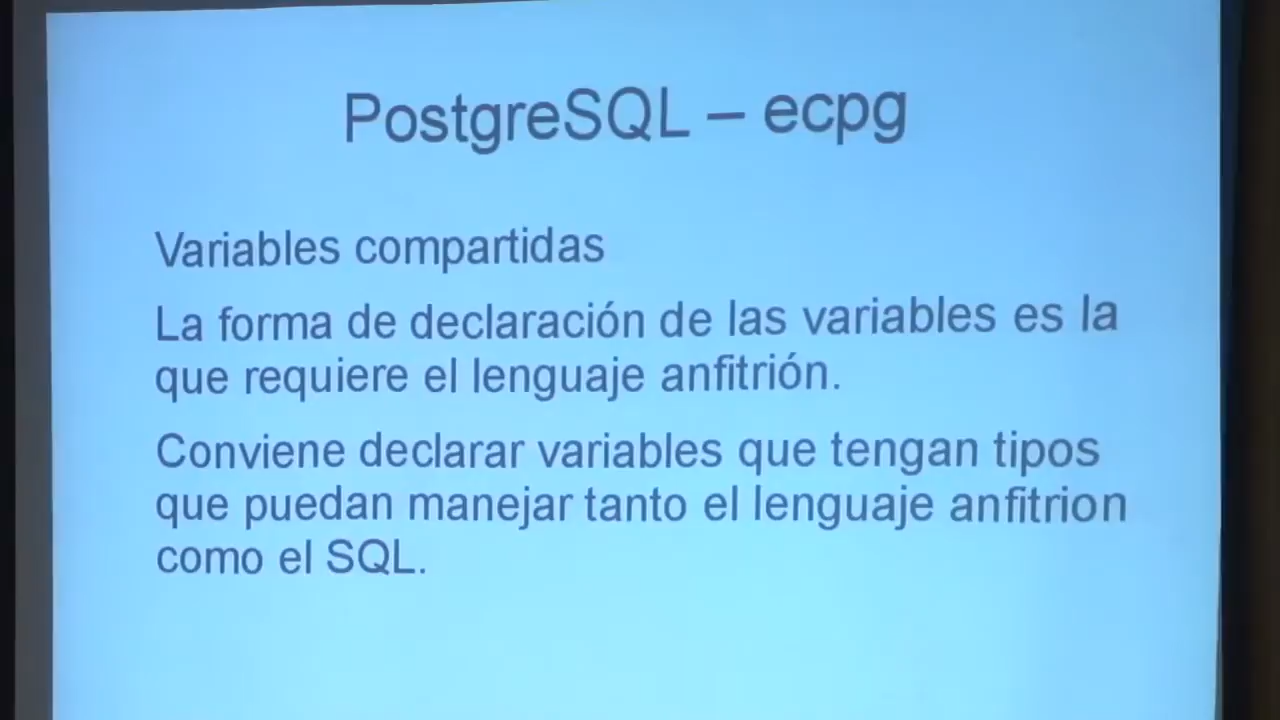 PostgreSQL – ecpg
Variables compartidas
La forma de declaración de las variables es la
que requiere el lenguaje anfitrión.
Conviene declarar variables que tengan tipos
que puedan manejar tanto el lenguaje anfitrion
como el SQL.